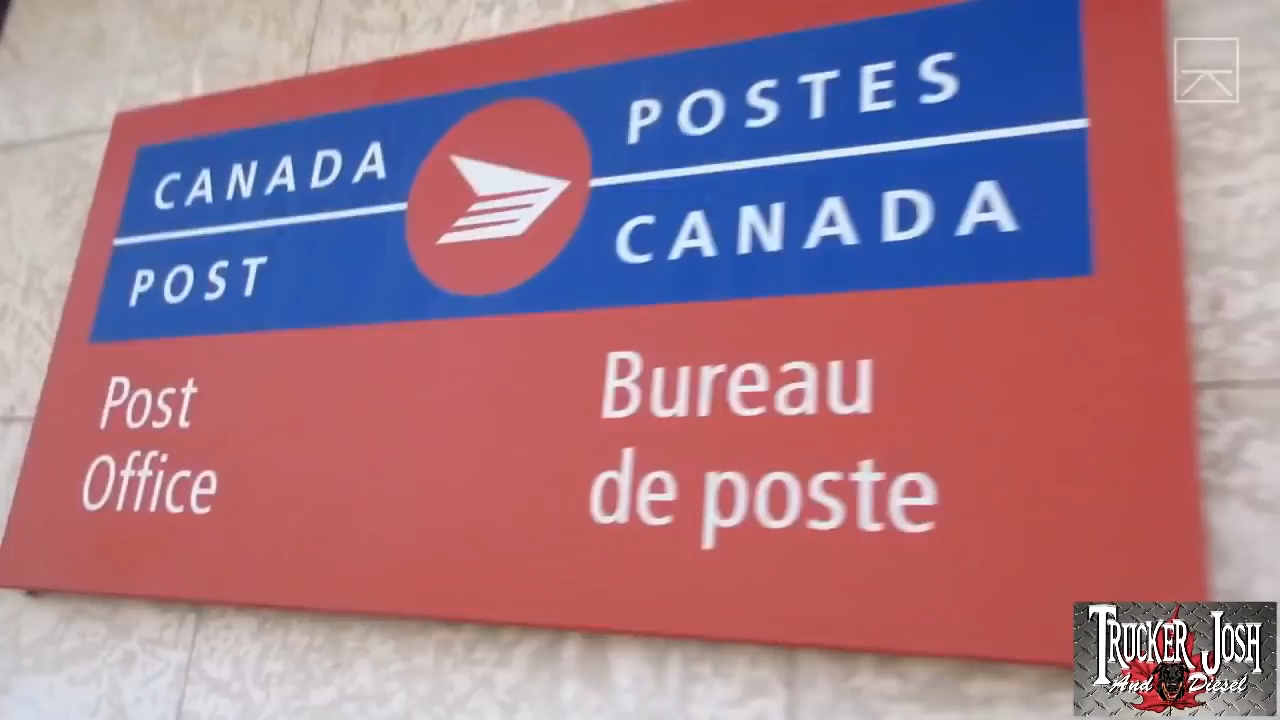 CANADA
POST
POSTES
CANADA
Post
Office
Bureau
de poste
TRUCKER JOSH
And Diesel